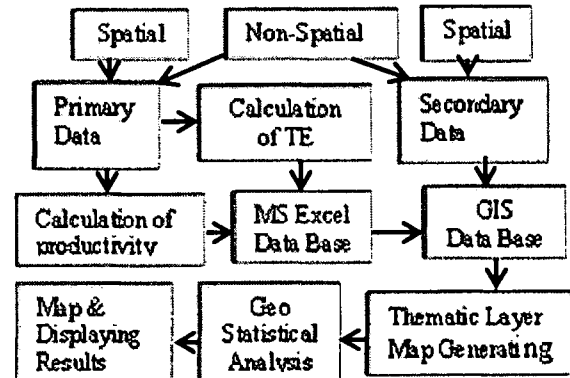 Spatial
Non-Spatial
Spatial
Primary
Data
Calculation
of TE
Secondary
Data
Calculation of
productivity
MS Excel
Data Base
GIS
Data Base
Map &
Displaying
Results
Geo
Statistical
Analysis
Thematic Layer
Map Generating